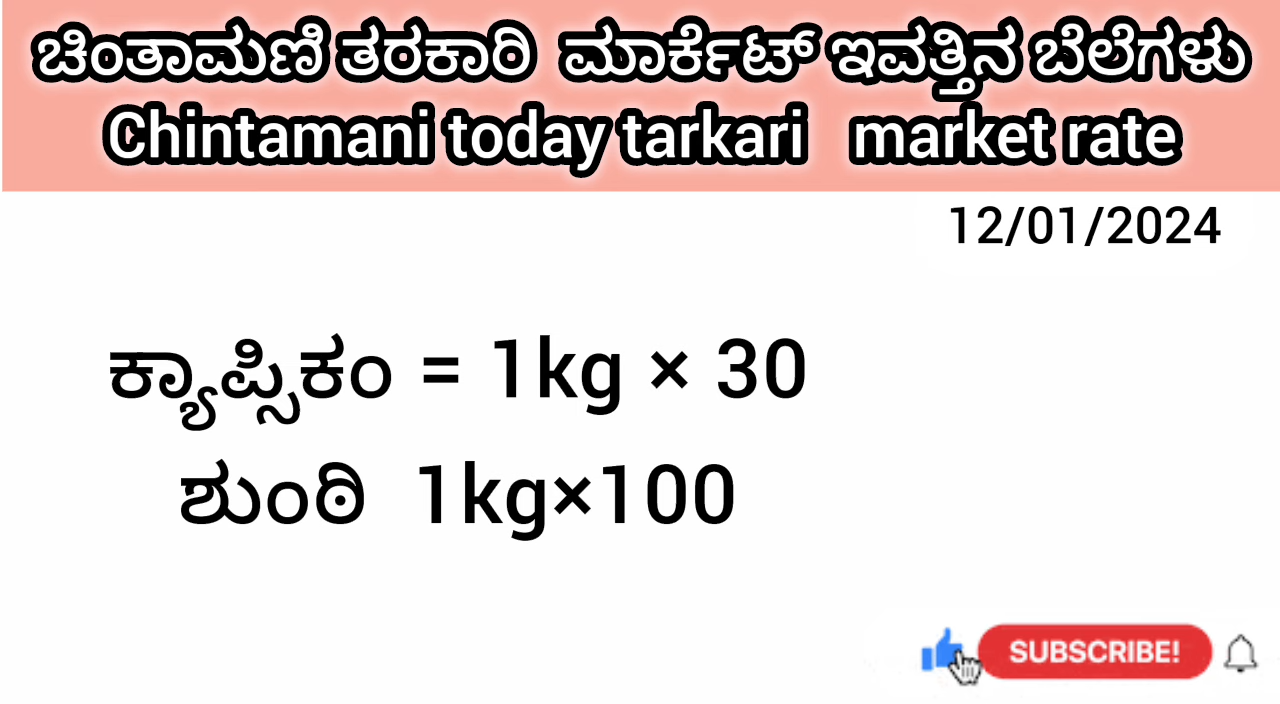 ಚಿಂತಾಮಣಿ ತರಕಾರಿ ಮಾರ್ಕೆಟ್ ಇವತ್ತಿನ ಬೆಲೆಗಳು
Chintamani today tarkari market rate
12/01/2024
ಕ್ಯಾಪ್ಸಿಕಂ = 1kg × 30
ಶುಂಠಿ 1kg×100
SUBSCRIBE!